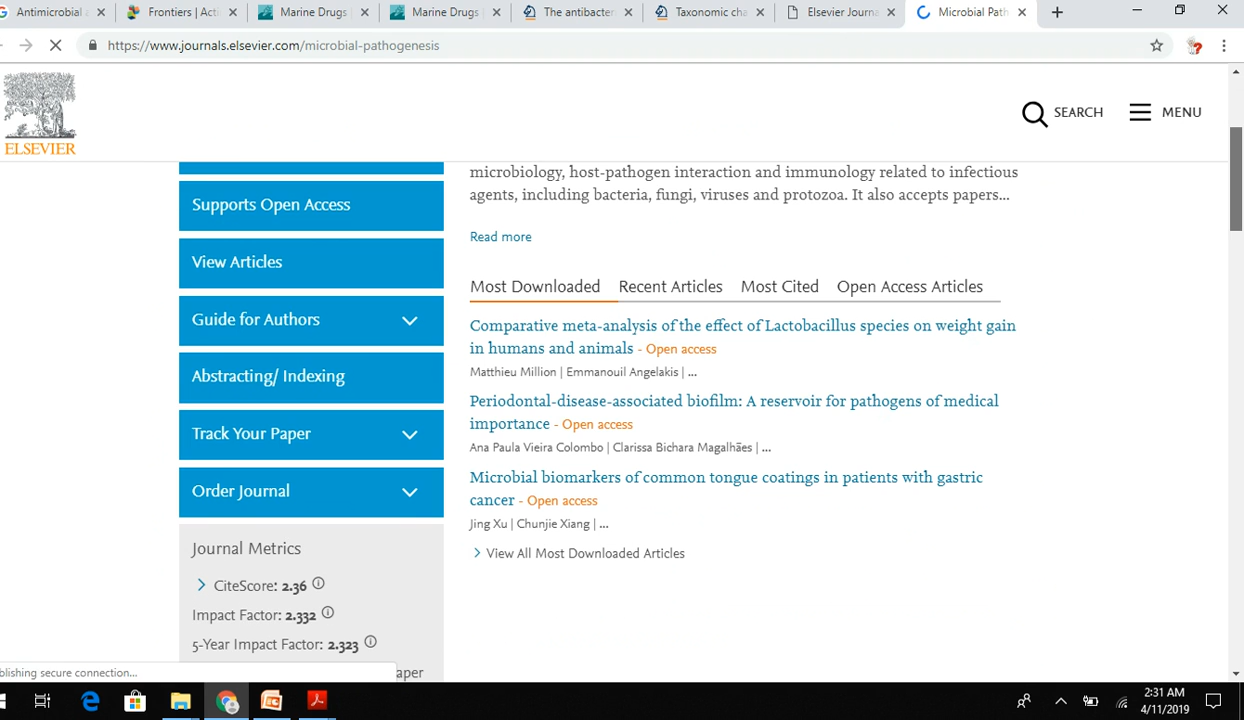 Antimicrobial
Frontiers | Acti
Marine Drugs
Marine Drugs
The antibacter
Taxonomic cha
Elsevier Journa
Microbial Path
https://www.journals.elsevier.com/microbial-pathogenesis
ELSEVIER
SEARCH
MENU
microbiology, host-pathogen interaction and immunology related to infectious
agents, including bacteria, fungi, viruses and protozoa. It also accepts papers...
Read more
Supports Open Access
View Articles
Guide for Authors
Abstracting/ Indexing
Track Your Paper
Order Journal
Most Downloaded
Recent Articles
Most Cited
Open Access Articles
Comparative meta-analysis of the effect of Lactobacillus species on weight gain
in humans and animals - Open access
Matthieu Million | Emmanouil Angelakis | ...
Periodontal-disease-associated biofilm: A reservoir for pathogens of medical
importance - Open access
Ana Paula Vieira Colombo | Clarissa Bichara Magalhães | ...
Microbial biomarkers of common tongue coatings in patients with gastric
cancer - Open access
Jing Xu | Chunjie Xiang | ...
View All Most Downloaded Articles
Journal Metrics
CiteScore: 2.36
Impact Factor: 2.332
5-Year Impact Factor: 2.323
aper
blishing secure connection...
2:31 AM
4/11/2019